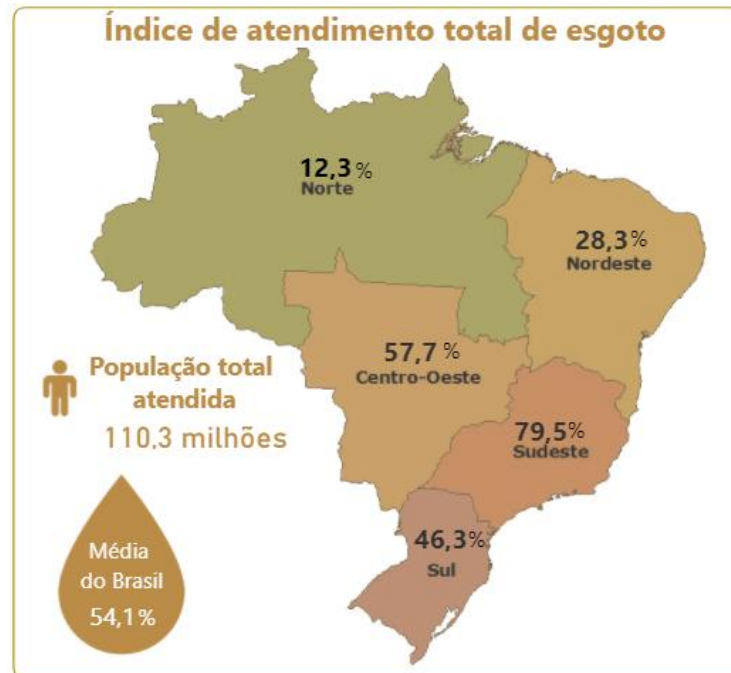 Índice de atendimento total de esgoto
12,3 %
Norte
28,3 %
Nordeste
57,7 %
Centro-Oeste
População total
atendida
110,3 milhões
79,5%
Sudeste
46,3%
Sul
Média
do Brasil
54,1%